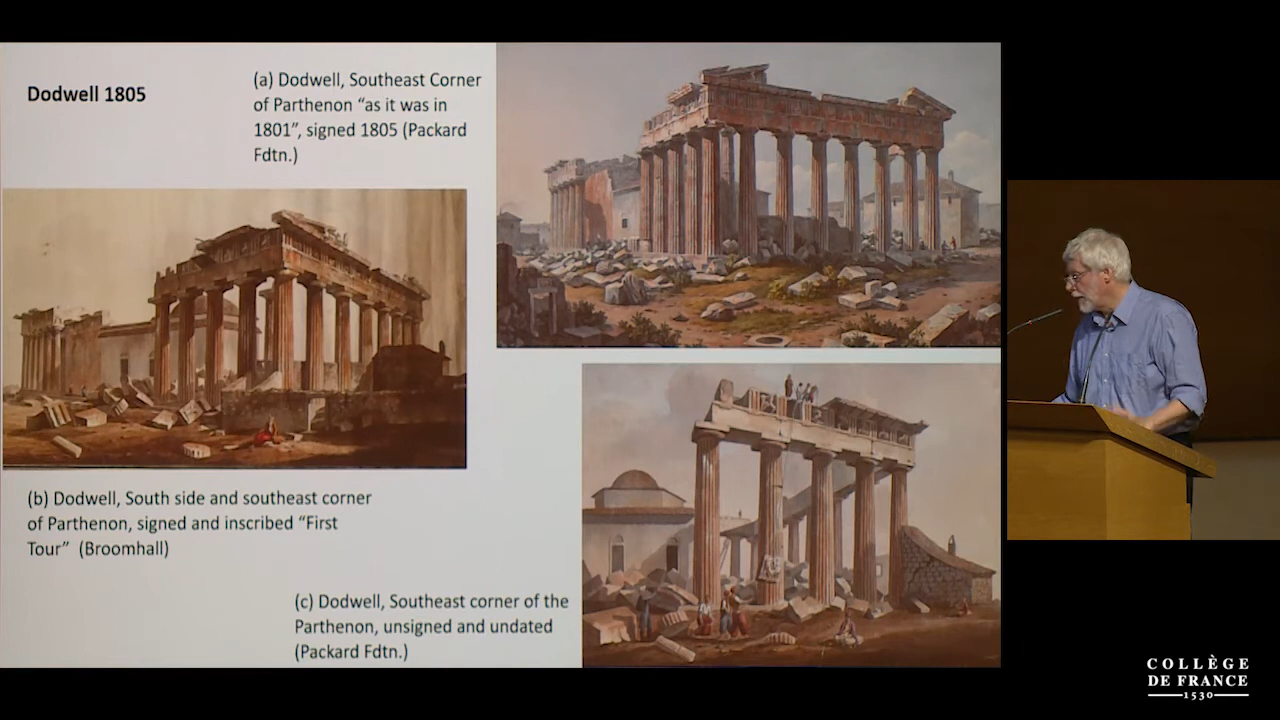 Dodwell 1805
(a) Dodwell, Southeast Corner
of Parthenon “as it was in
1801”, signed 1805 (Packard
Fdtn.)
(b) Dodwell, South side and southeast corner
of Parthenon, signed and inscribed “First
Tour” (Broomhall)
(c) Dodwell, Southeast corner of the
Parthenon, unsigned and undated
(Packard Fdtn.)
COLLÈGE
DE FRANCE
1530